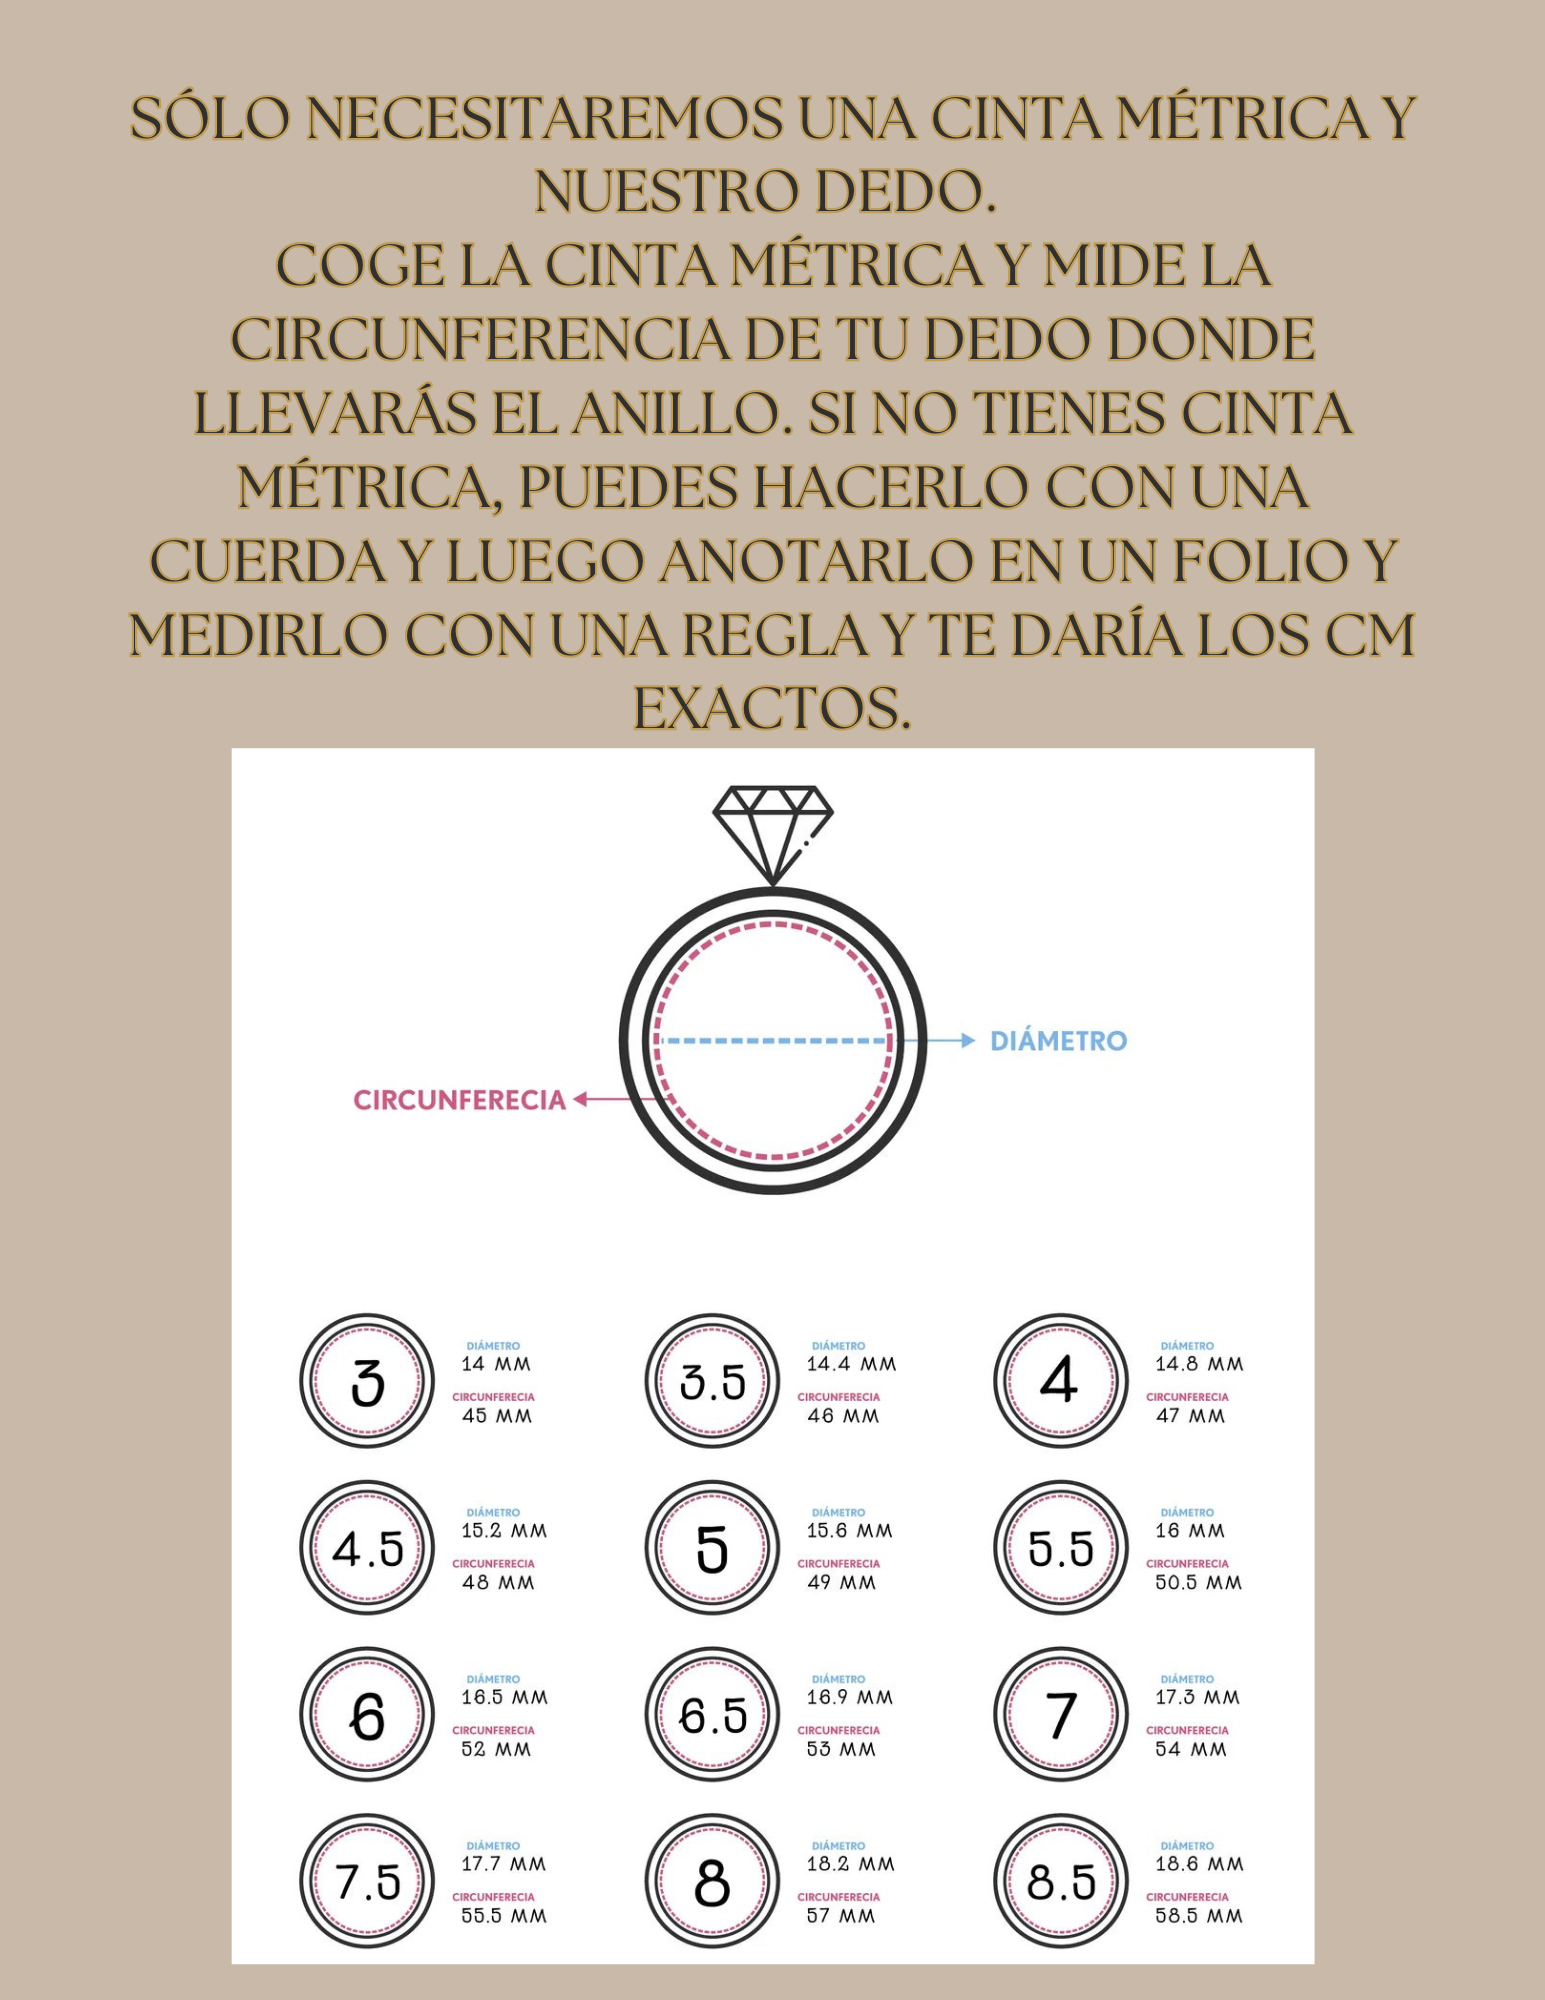 SÓLO NECESITAREMOS UNA CINTA MÉTRICA Y
NUESTRO DEDO.
COGE LA CINTA MÉTRICA Y MIDE LA
CIRCUNFERENCIA DE TU DEDO DONDE
LLEVARÁS EL ANILLO. SI NO TIENES CINTA
MÉTRICA, PUEDES HACERLO CON UNA
CUERDA Y LUEGO ANOTARLO EN UN FOLIO Y
MEDIRLO CON UNA REGLA Y TE DARÍA LOS CM
EXACTOS.
DIÁMETRO
CIRCUNFERECIA
3
DIÁMETRO
14 MM
CIRCUNFERECIA
45 MM
3.5
DIÁMETRO
14.4 MM
CIRCUNFERECIA
46 MM
4
DIÁMETRO
14.8 MM
CIRCUNFERECIA
47 MM
4.5
DIÁMETRO
15.2 MM
CIRCUNFERECIA
48 MM
5
DIÁMETRO
15.6 MM
CIRCUNFERECIA
49 MM
5.5
DIÁMETRO
16 MM
CIRCUNFERECIA
50.5 MM
6
DIÁMETRO
16.5 MM
CIRCUNFERECIA
52 MM
6.5
DIÁMETRO
16.9 MM
CIRCUNFERECIA
53 MM
7
DIÁMETRO
17.3 MM
CIRCUNFERECIA
54 MM
7.5
DIÁMETRO
17.7 MM
CIRCUNFERECIA
55.5 MM
8
DIÁMETRO
18.2 MM
CIRCUNFERECIA
57 MM
8.5
DIÁMETRO
18.6 MM
CIRCUNFERECIA
58.5 MM